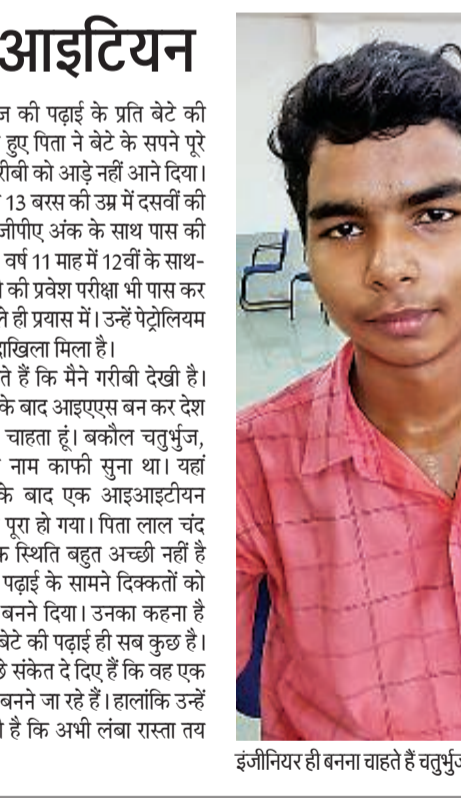 आइटियन
की पढ़ाई के प्रति बेटे की
हुए पिता ने बेटे के सपने पूरे
को आड़े नहीं आने दिया।
13 बरस की उम्र में दसवीं की
अंक के साथ पास की
वर्ष 11 माह में 12वीं के साथ-
की प्रवेश परीक्षा भी पास कर
ही प्रयास में। उन्हें पेट्रोलियम
मिला है।
हैं कि मैने गरीबी देखी है।
के बाद आइएएस बन कर देश
चाहता हूं। बकौल चतुर्भुज,
नाम काफी सुना था। यहां
के बाद एक आइआइटीयन
पूरा हो गया। पिता लाल चंद
स्थिति बहुत अच्छी नहीं है
पढ़ाई के सामने दिक्कतों को
बनने दिया। उनका कहना है
बेटे की पढ़ाई ही सब कुछ है।
संकेत दे दिए हैं कि वह एक
बनने जा रहे हैं। हालांकि उन्हें
है कि अभी लंबा रास्ता तय
इंजीनियर ही बनना चाहते हैं